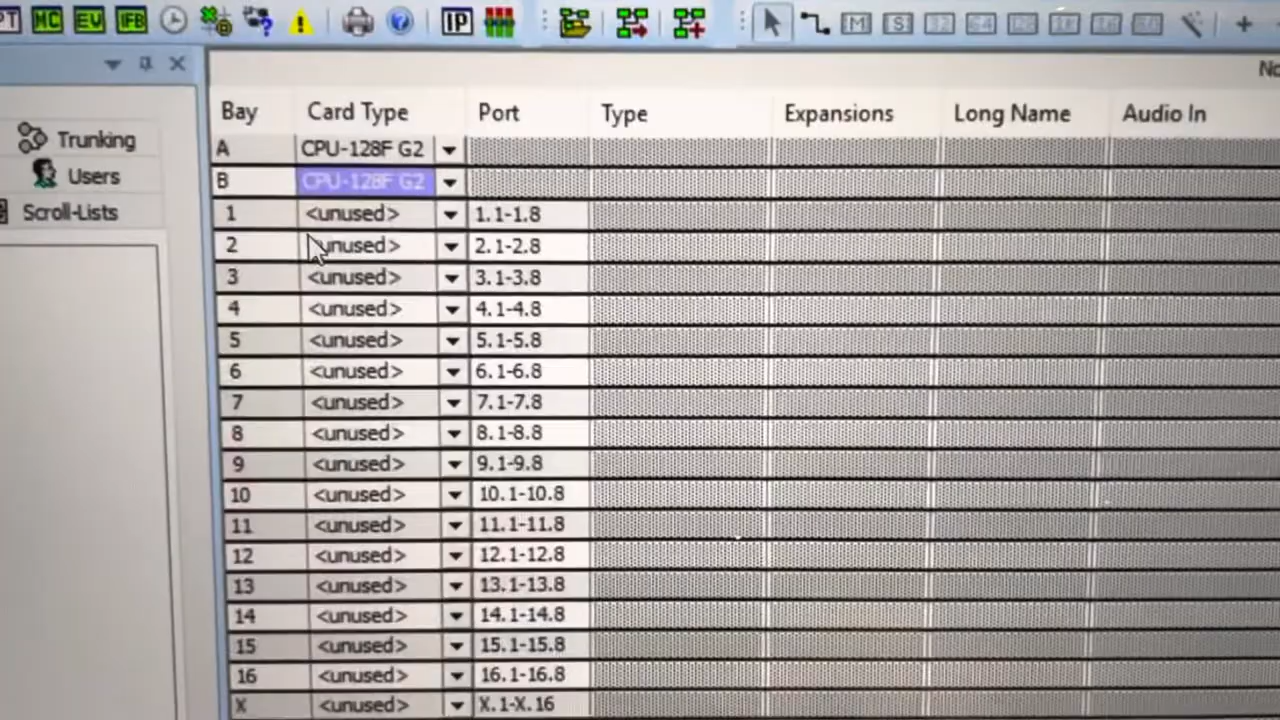 PT MC EV IFB IP M S 32 64
No
Bay Card Type Port Type Expansions Long Name Audio In
Trunking
Users
Scroll-Lists
A CPU-128F G2
B CPU-128F G2
1 <unused> 1.1-1.8
2 <unused> 2.1-2.8
3 <unused> 3.1-3.8
4 <unused> 4.1-4.8
5 <unused> 5.1-5.8
6 <unused> 6.1-6.8
7 <unused> 7.1-7.8
8 <unused> 8.1-8.8
9 <unused> 9.1-9.8
10 <unused> 10.1-10.8
11 <unused> 11.1-11.8
12 <unused> 12.1-12.8
13 <unused> 13.1-13.8
14 <unused> 14.1-14.8
15 <unused> 15.1-15.8
16 <unused> 16.1-16.8
X <unused> X.1-X.16